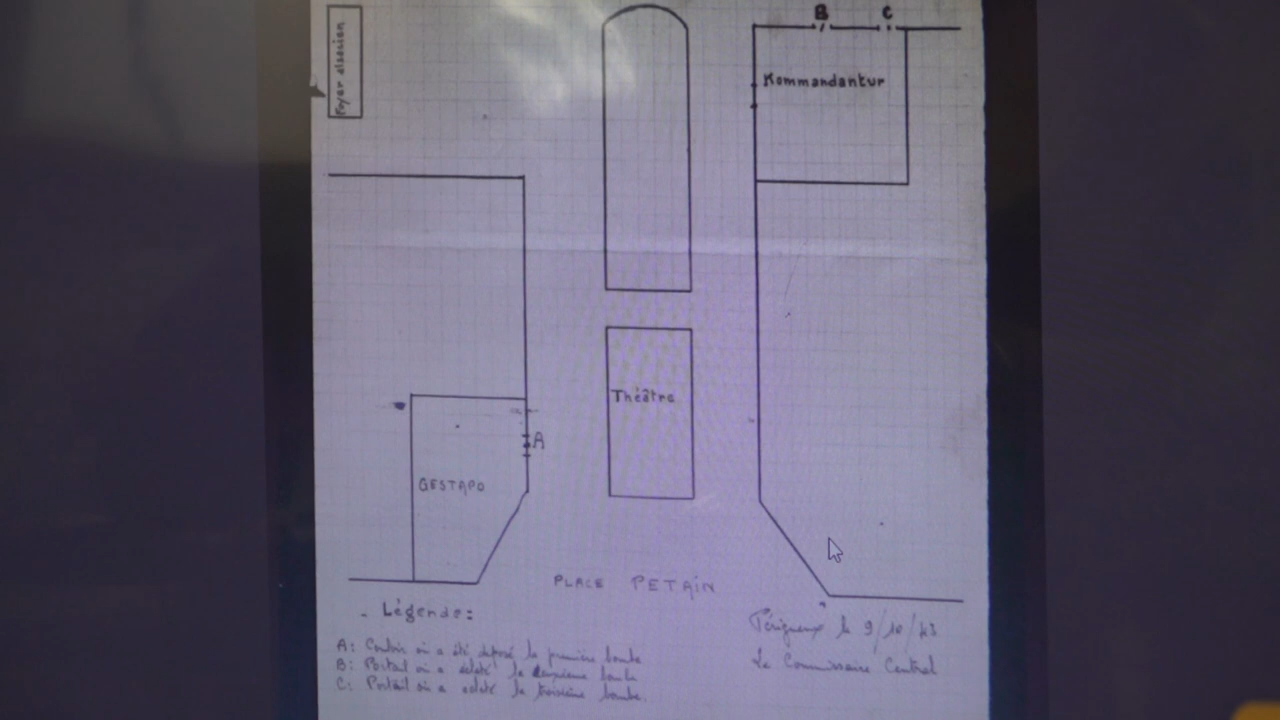 B C
Foyer alsacien
Kommandantur
Théâtre
A
GESTAPO
PLACE PETAIN
- Légende:
A: Couloir où a été déposé la première bombe
B: Portail où a éclaté la deuxième bombe
C: Portail où a éclaté la troisième bombe.
Périgueux le 9/10/43
Le Commissaire Central